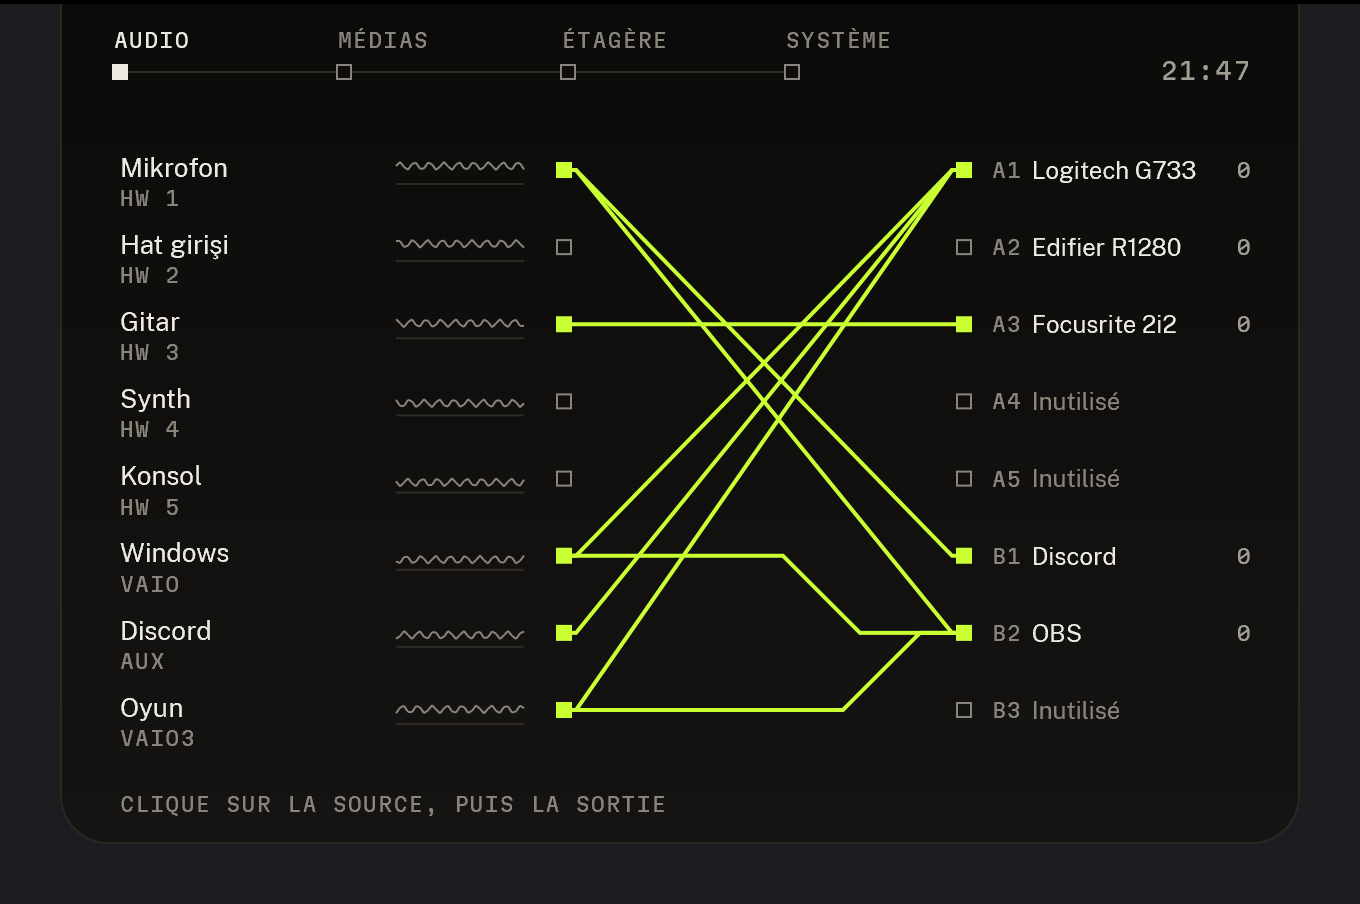 AUDIO MÉDIAS ÉTAGÈRE SYSTÈME
21:47
Mikrofon A1 Logitech G733 0
HW 1
Hat girişi A2 Edifier R1280 0
HW 2
Gitar A3 Focusrite 2i2 0
HW 3
Synth A4 Inutilisé
HW 4
Konsol A5 Inutilisé
HW 5
Windows B1 Discord 0
VAIO
Discord B2 OBS 0
AUX
Oyun B3 Inutilisé
VAIO3
CLIQUE SUR LA SOURCE, PUIS LA SORTIE